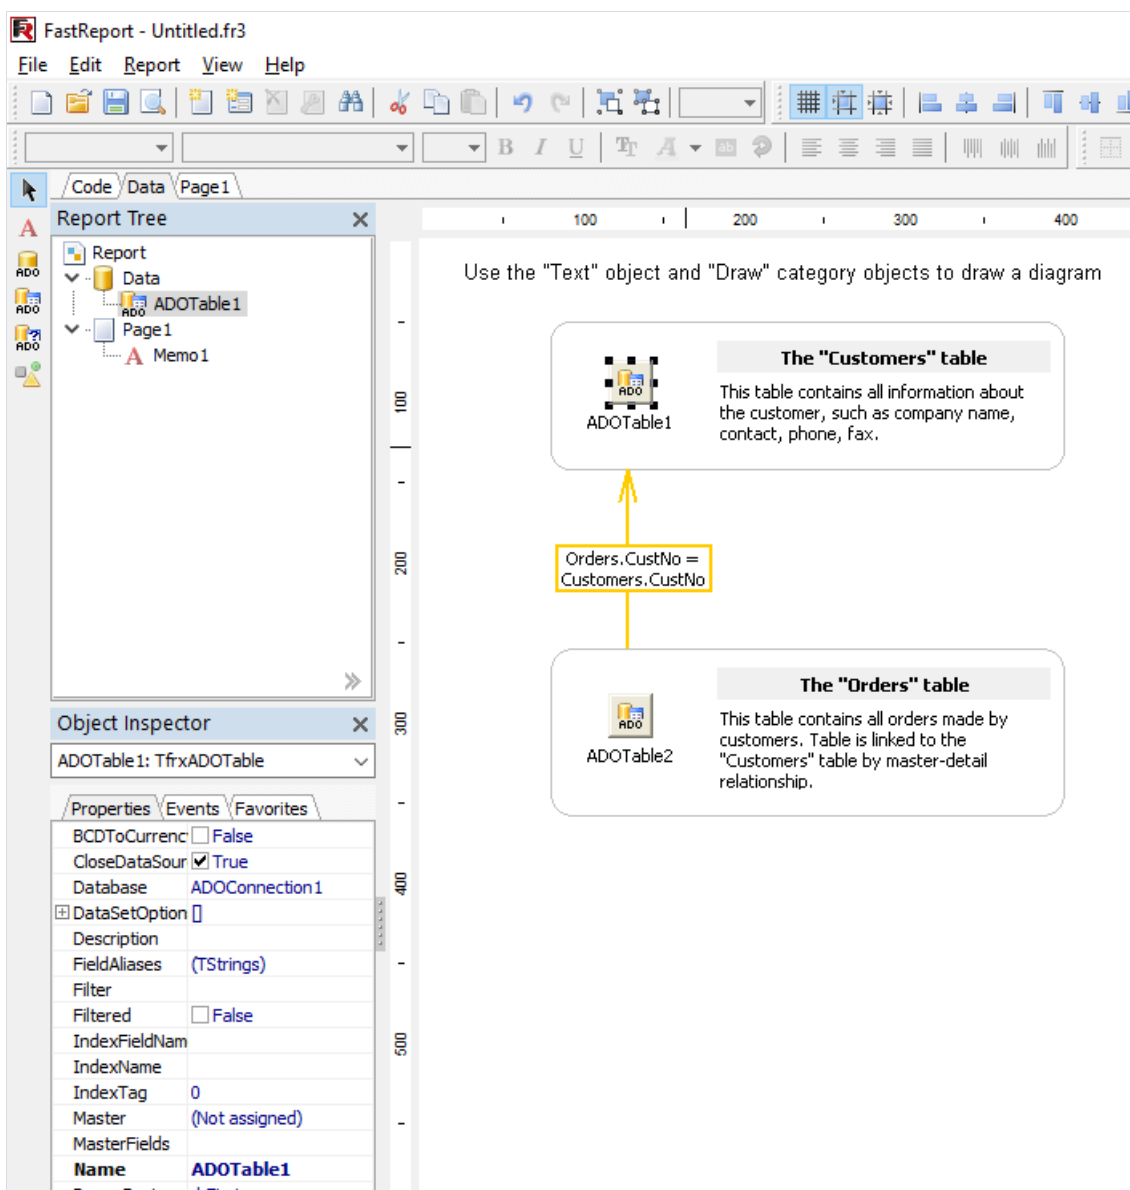 FastReport - Untitled.fr3
File Edit Report View Help
B I U
Code Data Page1
Report Tree
Report
Data
ADOTable1
Page1
Memo1
100 200 300 400
Use the "Text" object and "Draw" category objects to draw a diagram
The "Customers" table
This table contains all information about
the customer, such as company name,
contact, phone, fax.
ADO
ADOTable1
Orders.CustNo =
Customers.CustNo
The "Orders" table
This table contains all orders made by
customers. Table is linked to the
"Customers" table by master-detail
relationship.
ADO
ADOTable2
100
200
300
400
500
ADO
ADO
ADO
Object Inspector
ADOTable1: TfrxADOTable
Properties Events Favorites
BCDToCurrenc False
CloseDataSour True
Database ADOConnection1
DataSetOption []
Description
FieldAliases (TStrings)
Filter
Filtered False
IndexFieldNam
IndexName
IndexTag 0
Master (Not assigned)
MasterFields
Name ADOTable1